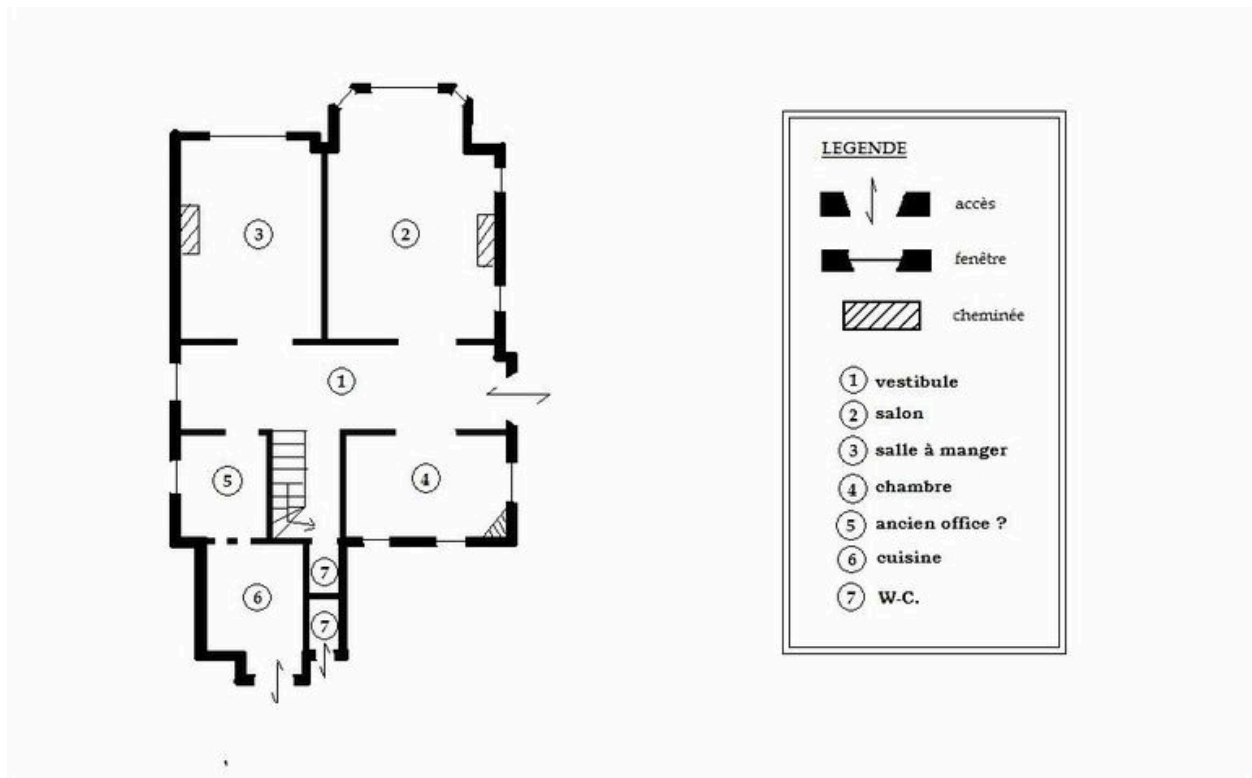 3
2
1
5
4
6
7
7
LEGENDE
accès
fenêtre
cheminée
1 vestibule
2 salon
3 salle à manger
4 chambre
5 ancien office ?
6 cuisine
7 W-C.